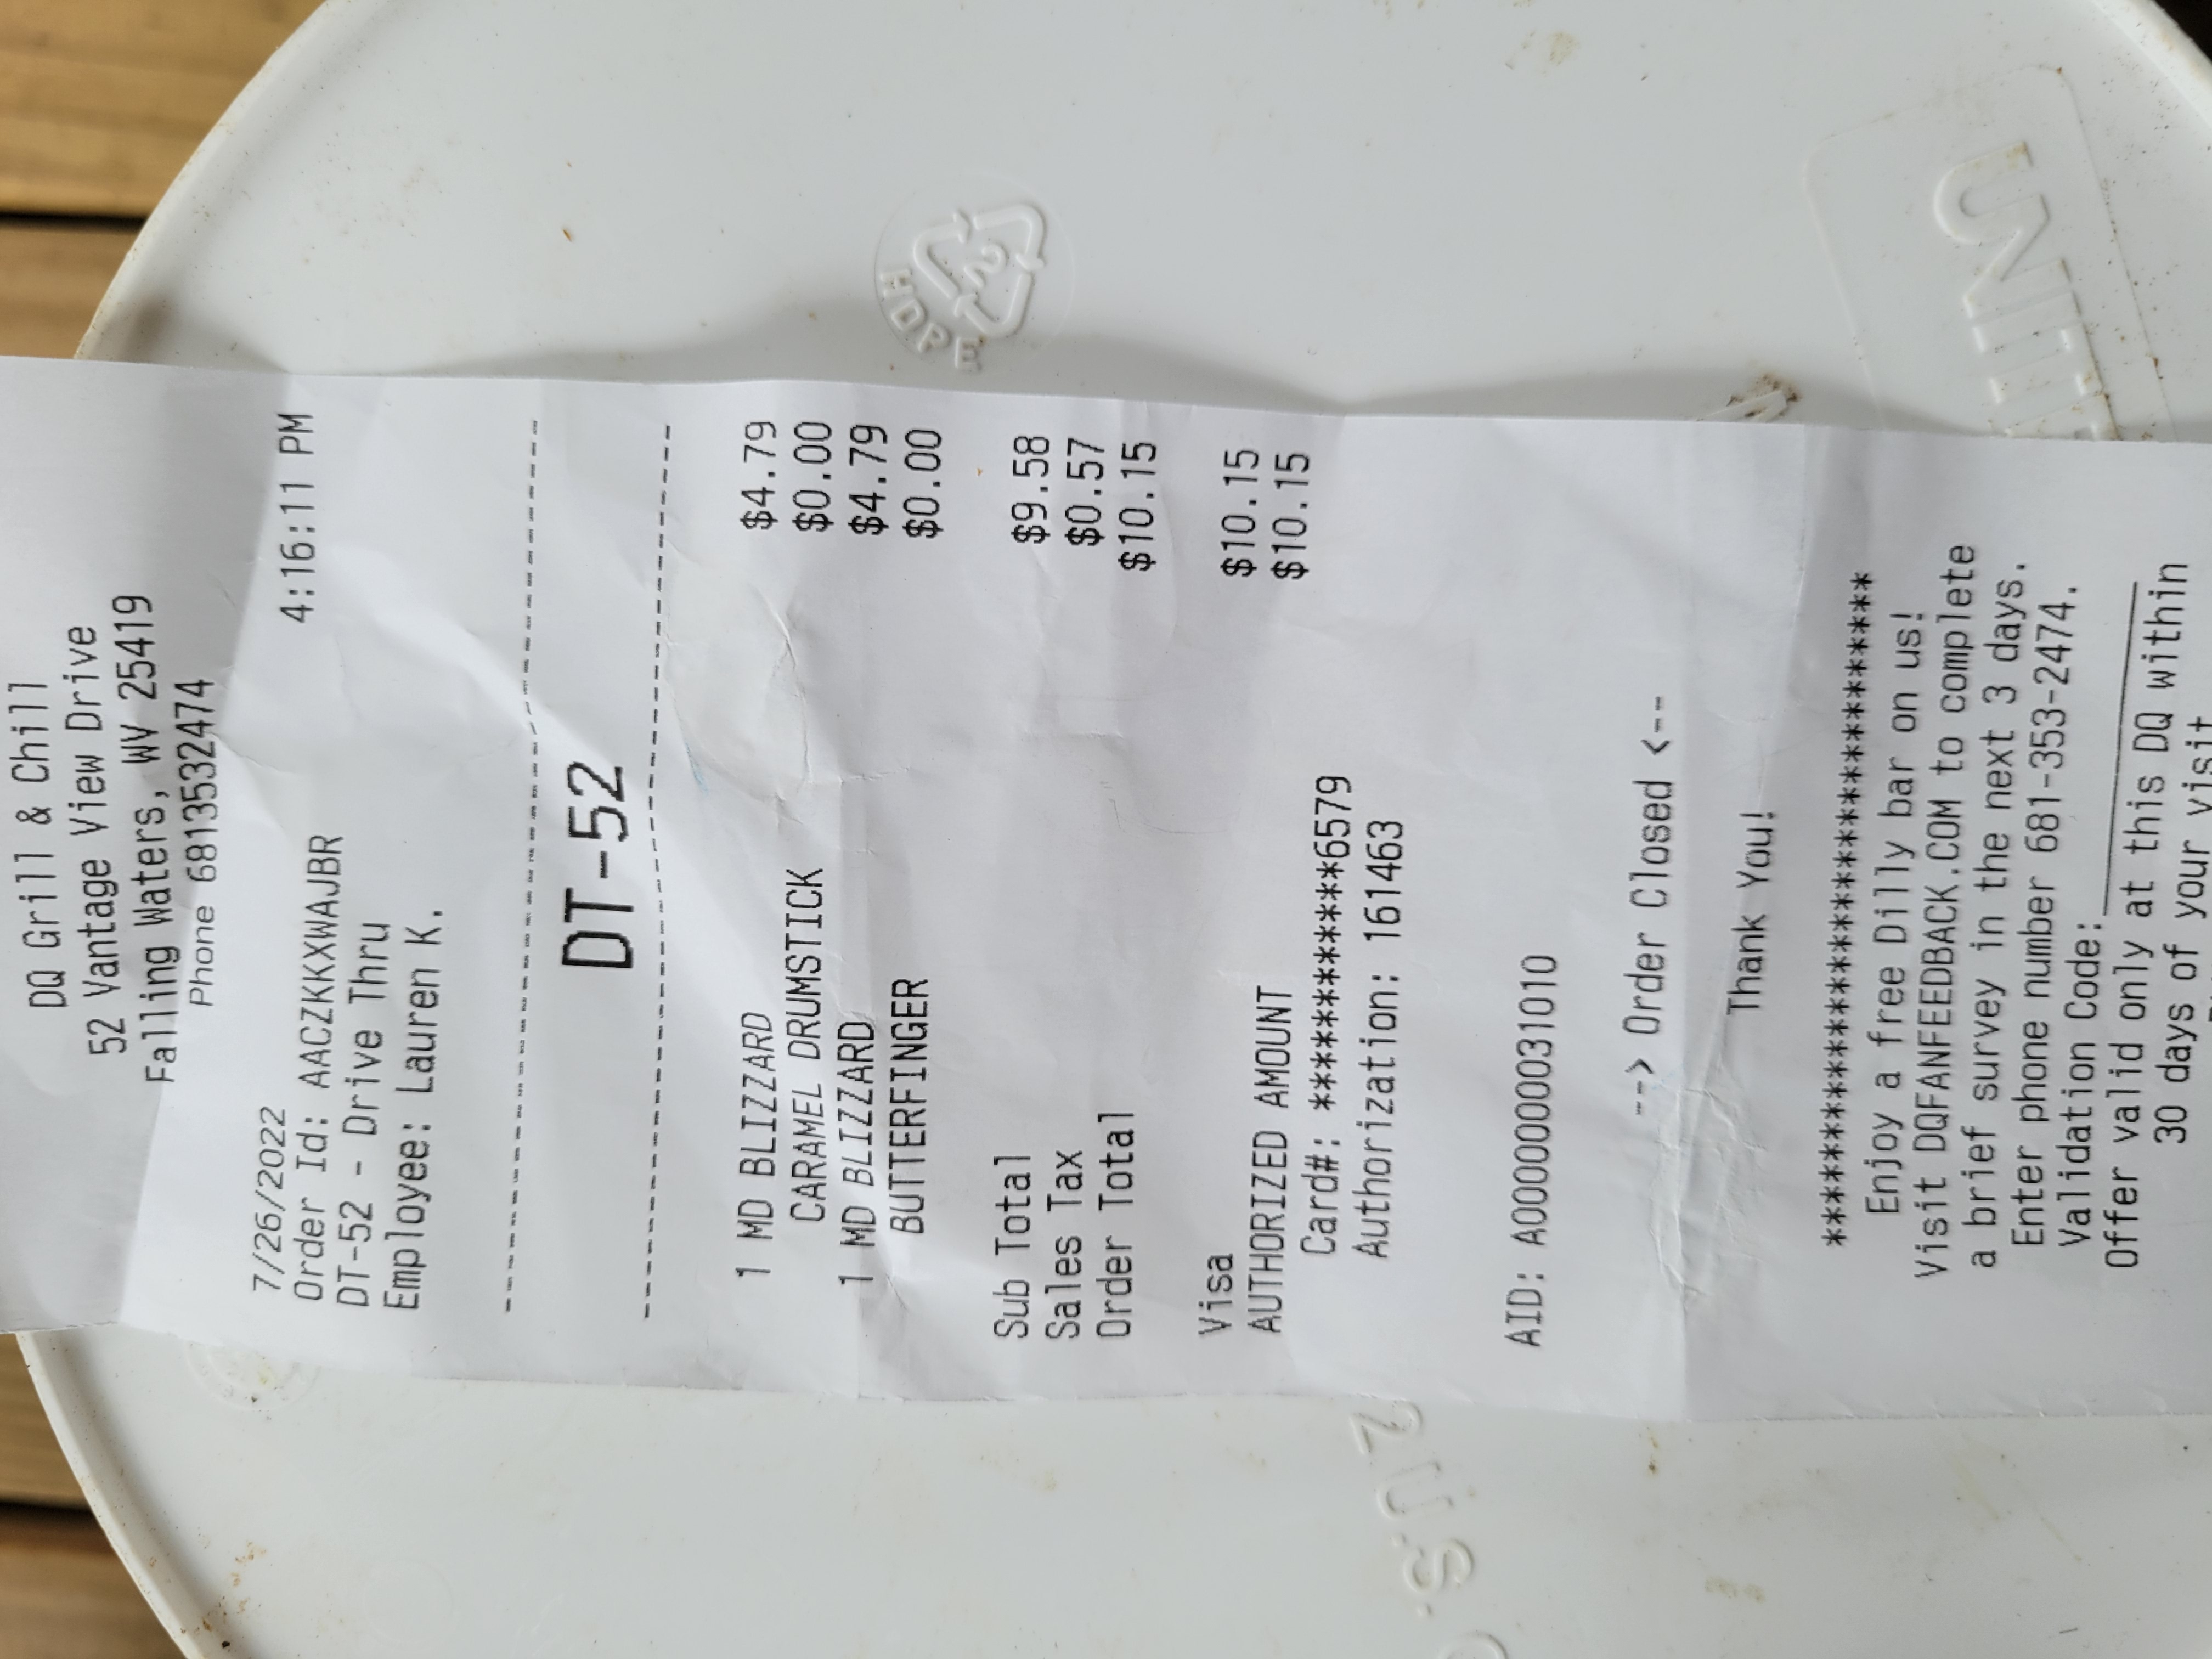 DQ Grill & Chill
52 Vantage View Drive
Falling Waters, WV 25419
Phone 6813532474
7/26/2022 4:16:11 PM
Order Id: AACZKKXWAJBR
DT-52 - Drive Thru
Employee: Lauren K.
DT-52
1 MD BLIZZARD $4.79
CARAMEL DRUMSTICK $0.00
1 MD BLIZZARD $4.79
BUTTERFINGER $0.00
Sub Total $9.58
Sales Tax $0.57
Order Total $10.15
Visa $10.15
AUTHORIZED AMOUNT $10.15
Card#: ************6579
Authorization: 161463
AID: A0000000031010
--> Order Closed <--
Thank You!
****************************************
Enjoy a free Dilly bar on us!
Visit DQFANFEEDBACK.COM to complete
a brief survey in the next 3 days.
Enter phone number 681-353-2474.
Validation Code:____________
Offer valid only at this DQ within
30 days of your visit
HDPE
2